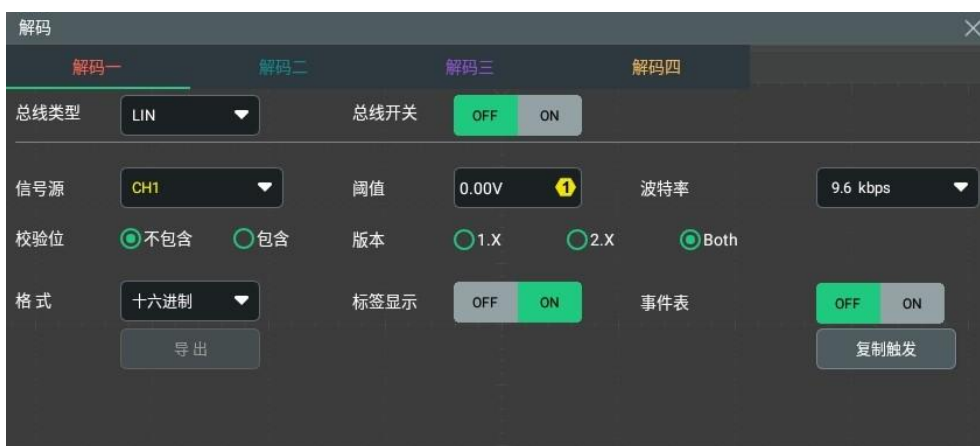 解码
解码一 解码二 解码三 解码四
总线类型 LIN 总线开关 OFF ON
信号源 CH1 阈值 0.00V 1 波特率 9.6 kbps
校验位 不包含 包含 版本 1.X 2.X Both
格式 十六进制 标签显示 OFF ON 事件表 OFF ON
导出 复制触发